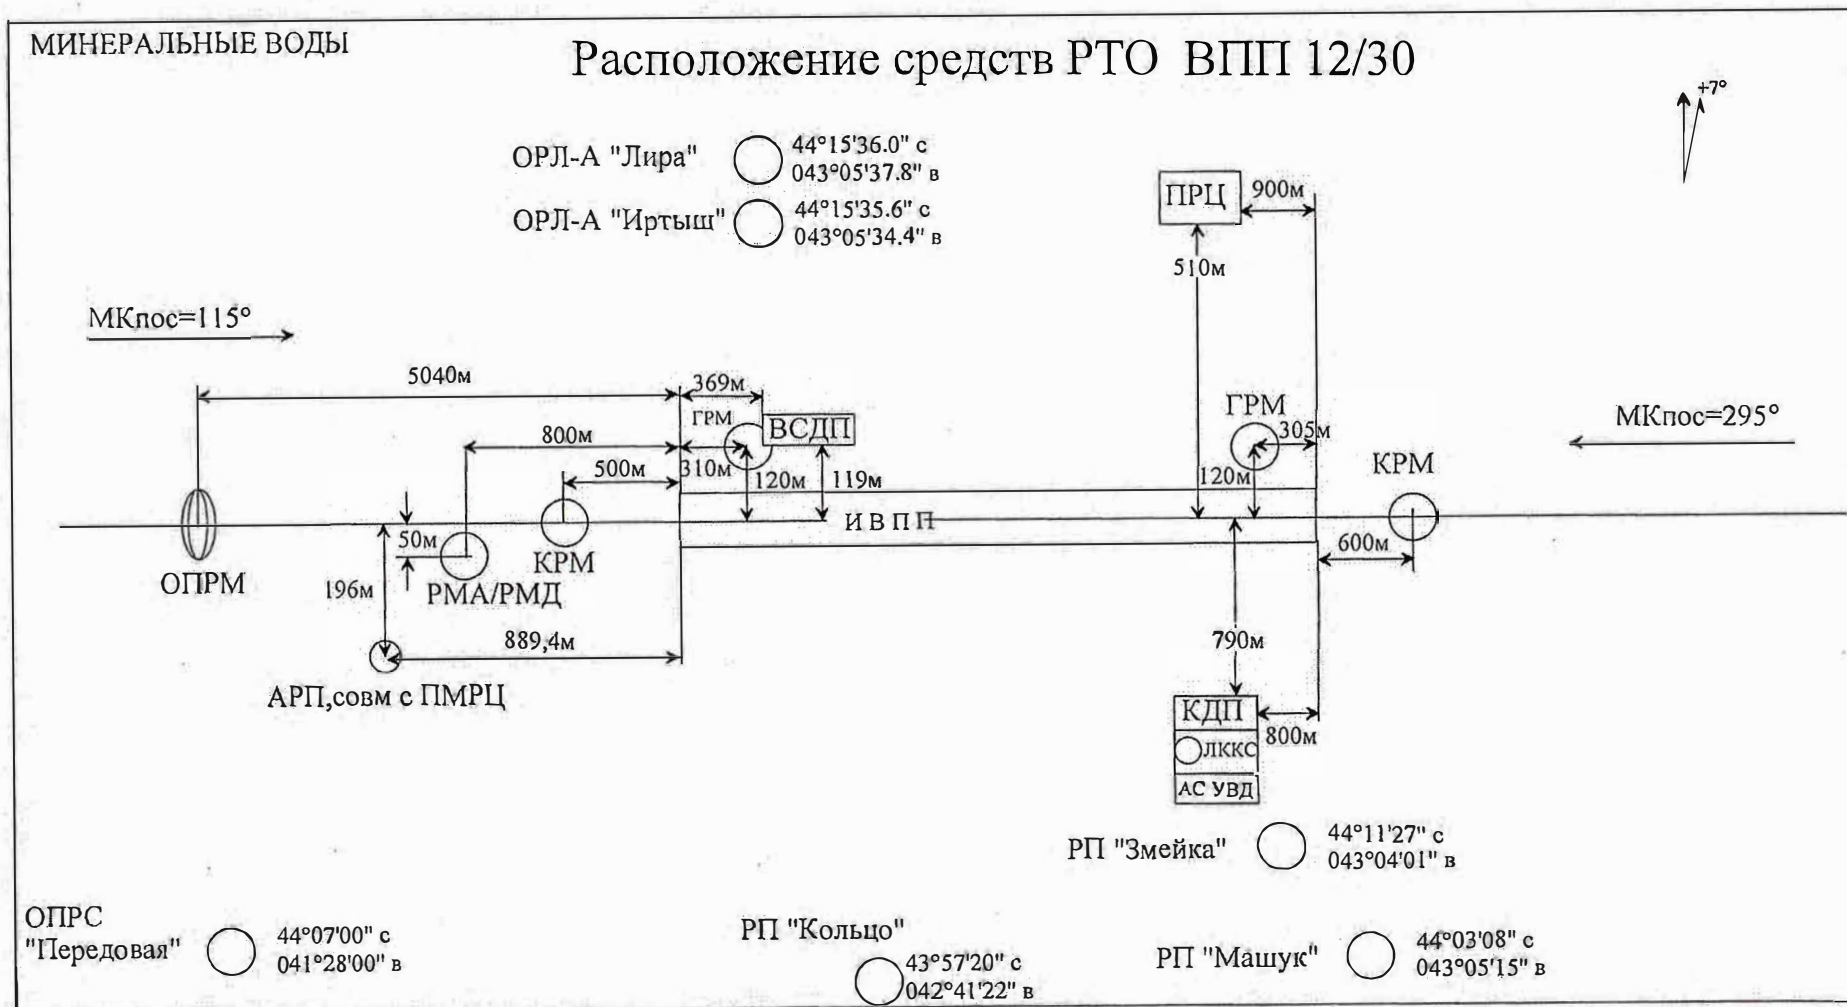 МИНЕРАЛЬНЫЕ ВОДЫ
Расположение средств РТО ВПП 12/30
+7°
ОРЛ-А "Лира"
44°15'36.0" с
043°05'37.8" в
ОРЛ-А "Иртыш"
44°15'35.6" с
043°05'34.4" в
ПРЦ
900м
510м
МКпос=115°
5040м
369м
ГРМ
ВСДП
800м
310м
500м
120м
119м
ГРМ
305м
120м
МКпос=295°
КРМ
ИВПП
600м
50м
ОПРМ
КРМ
196м
РМА/РМД
889,4м
790м
АРП,совм с ПМРЦ
КДП
800м
ЛККС
АС УВД
РП "Змейка"
44°11'27" с
043°04'01" в
ОПРС
"Передовая"
44°07'00" с
041°28'00" в
РП "Кольцо"
43°57'20" с
042°41'22" в
РП "Машук"
44°03'08" с
043°05'15" в